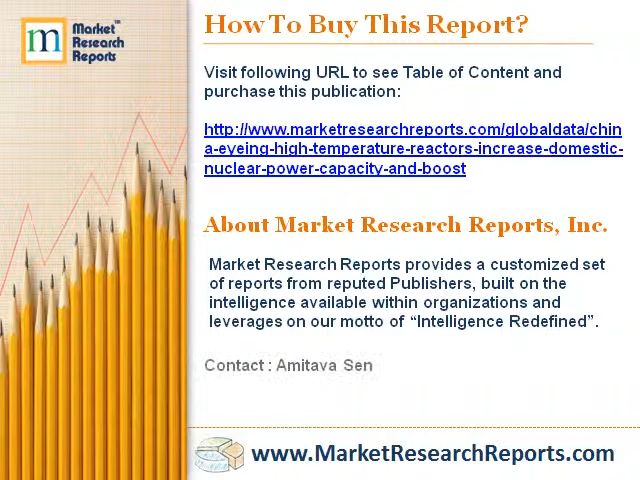 m
Market
Research
Reports
™
How To Buy This Report?
Visit following URL to see Table of Content and
purchase this publication:
http://www.marketresearchreports.com/globaldata/chin
a-eyeing-high-temperature-reactors-increase-domestic-
nuclear-power-capacity-and-boost
About Market Research Reports, Inc.
Market Research Reports provides a customized set
of reports from reputed Publishers, built on the
intelligence available within organizations and
leverages on our motto of “Intelligence Redefined”.
Contact : Amitava Sen
www.MarketResearchReports.com